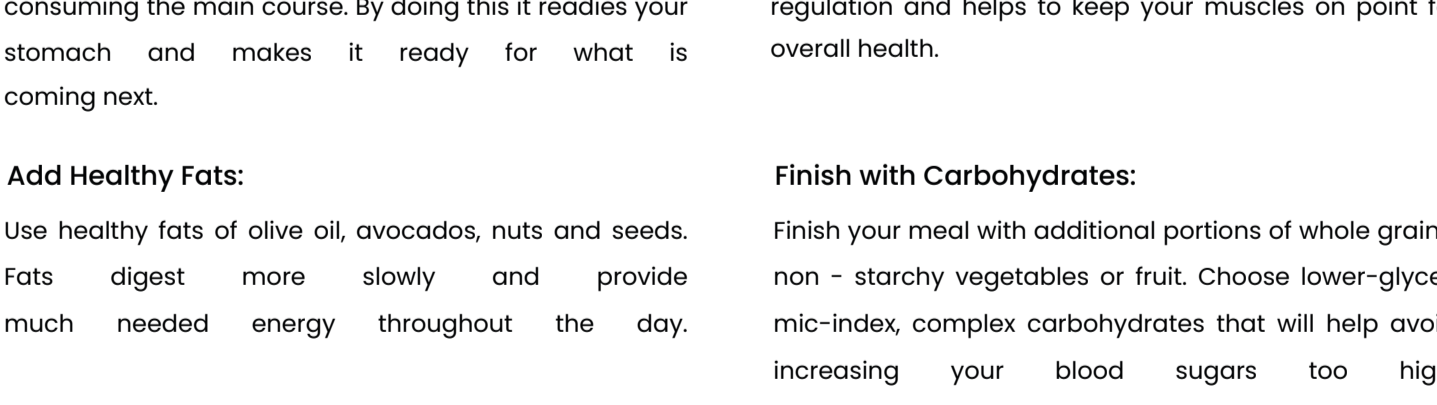 consuming the main course. By doing this it readies your
stomach and makes it ready for what is
coming next.
Add Healthy Fats:
Use healthy fats of olive oil, avocados, nuts and seeds.
Fats digest more slowly and provide
much needed energy throughout the day.
regulation and helps to keep your muscles on point
overall health.
Finish with Carbohydrates:
Finish your meal with additional portions of whole grain
non - starchy vegetables or fruit. Choose lower-glyce
mic-index, complex carbohydrates that will help avoi
increasing your blood sugars too hig